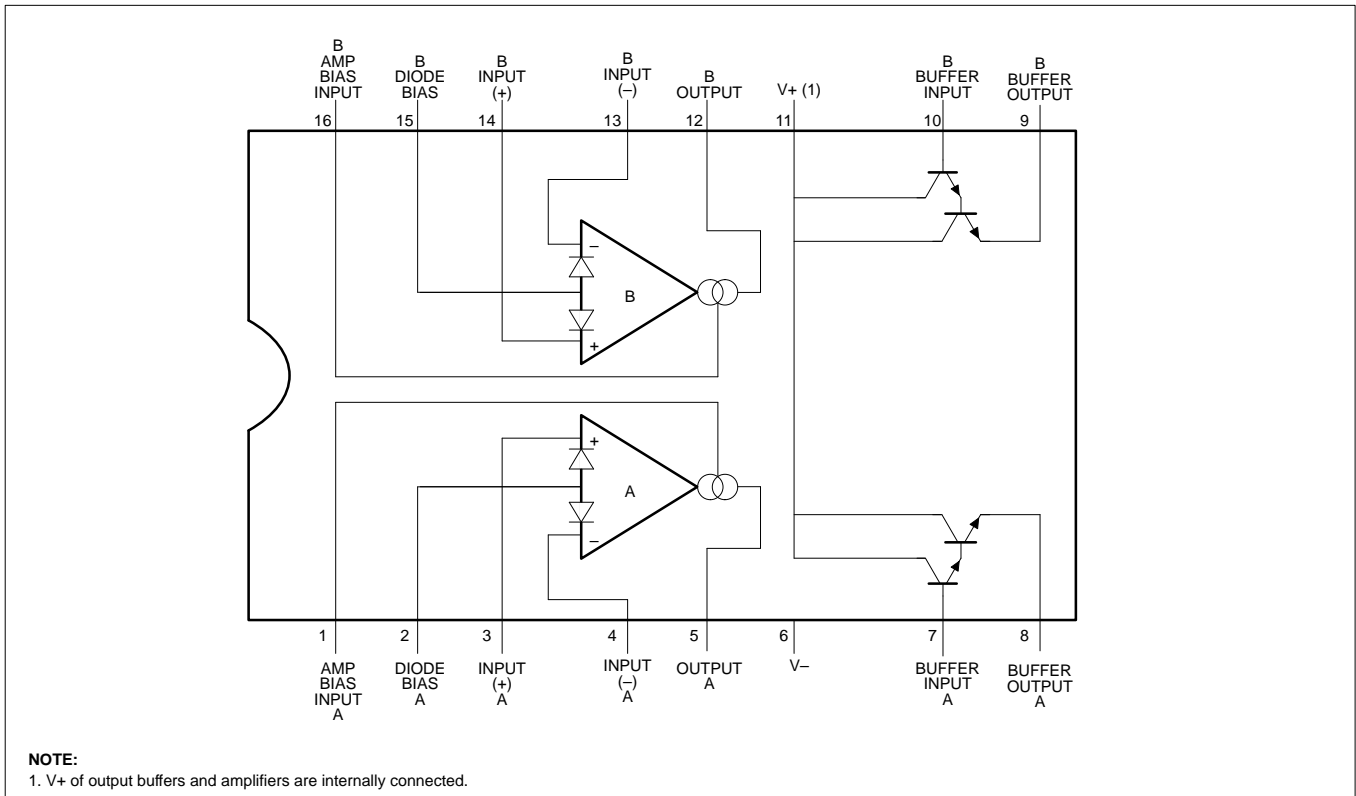 B
AMP
BIAS
INPUT
B
DIODE
BIAS
B
INPUT
(+)
B
INPUT
(–)
B
OUTPUT
V+ (1)
B
BUFFER
INPUT
B
BUFFER
OUTPUT
16
15
14
13
12
11
10
9
–
B
+
+
A
–
1
2
3
4
5
6
7
8
AMP
BIAS
INPUT
A
DIODE
BIAS
A
INPUT
(+)
A
INPUT
(–)
A
OUTPUT
A
V–
BUFFER
INPUT
A
BUFFER
OUTPUT
A
NOTE:
1. V+ of output buffers and amplifiers are internally connected.